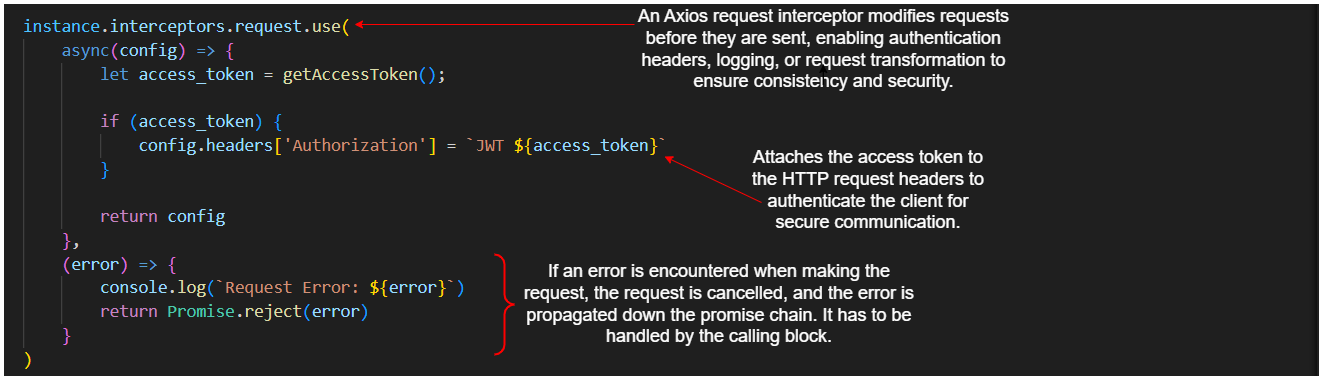 instance.interceptors.request.use(
An Axios request interceptor modifies requests
before they are sent, enabling authentication
headers, logging, or request transformation to
ensure consistency and security.
async(config) => {
let access_token = getAccessToken();
if (access_token) {
config.headers['Authorization'] = `JWT ${access_token}`
}
Attaches the access token to
the HTTP request headers to
authenticate the client for
secure communication.
return config
},
(error) => {
console.log(`Request Error: ${error}`)
return Promise.reject(error)
}
)
If an error is encountered when making the
request, the request is cancelled, and the error is
propagated down the promise chain. It has to be
handled by the calling block.